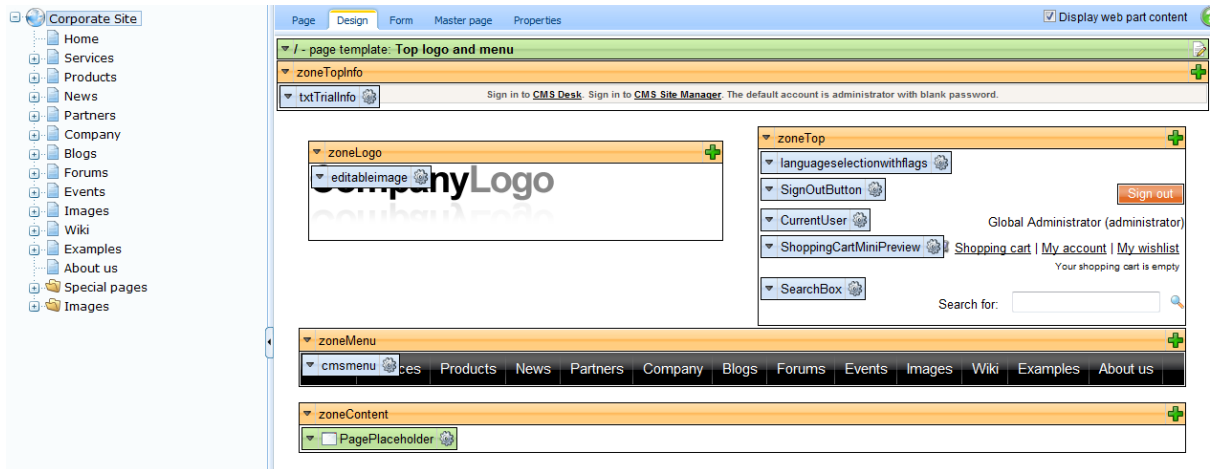 Corporate Site
Home
Services
Products
News
Partners
Company
Blogs
Forums
Events
Images
Wiki
Examples
About us
Special pages
Images
Page Design Form Master page Properties Display web part content
/ - page template: Top logo and menu
zoneTopInfo
txtTrialInfo Sign in to CMS Desk. Sign in to CMS Site Manager. The default account is administrator with blank password.
zoneLogo
editableimage nyLogo
zoneTop
languageselectionwithflags
SignOutButton Sign out
CurrentUser Global Administrator (administrator)
ShoppingCartMiniPreview Shopping cart | My account | My wishlist
Your shopping cart is empty
SearchBox Search for:
zoneMenu
cmsmenu ces Products News Partners Company Blogs Forums Events Images Wiki Examples About us
zoneContent
PagePlaceholder